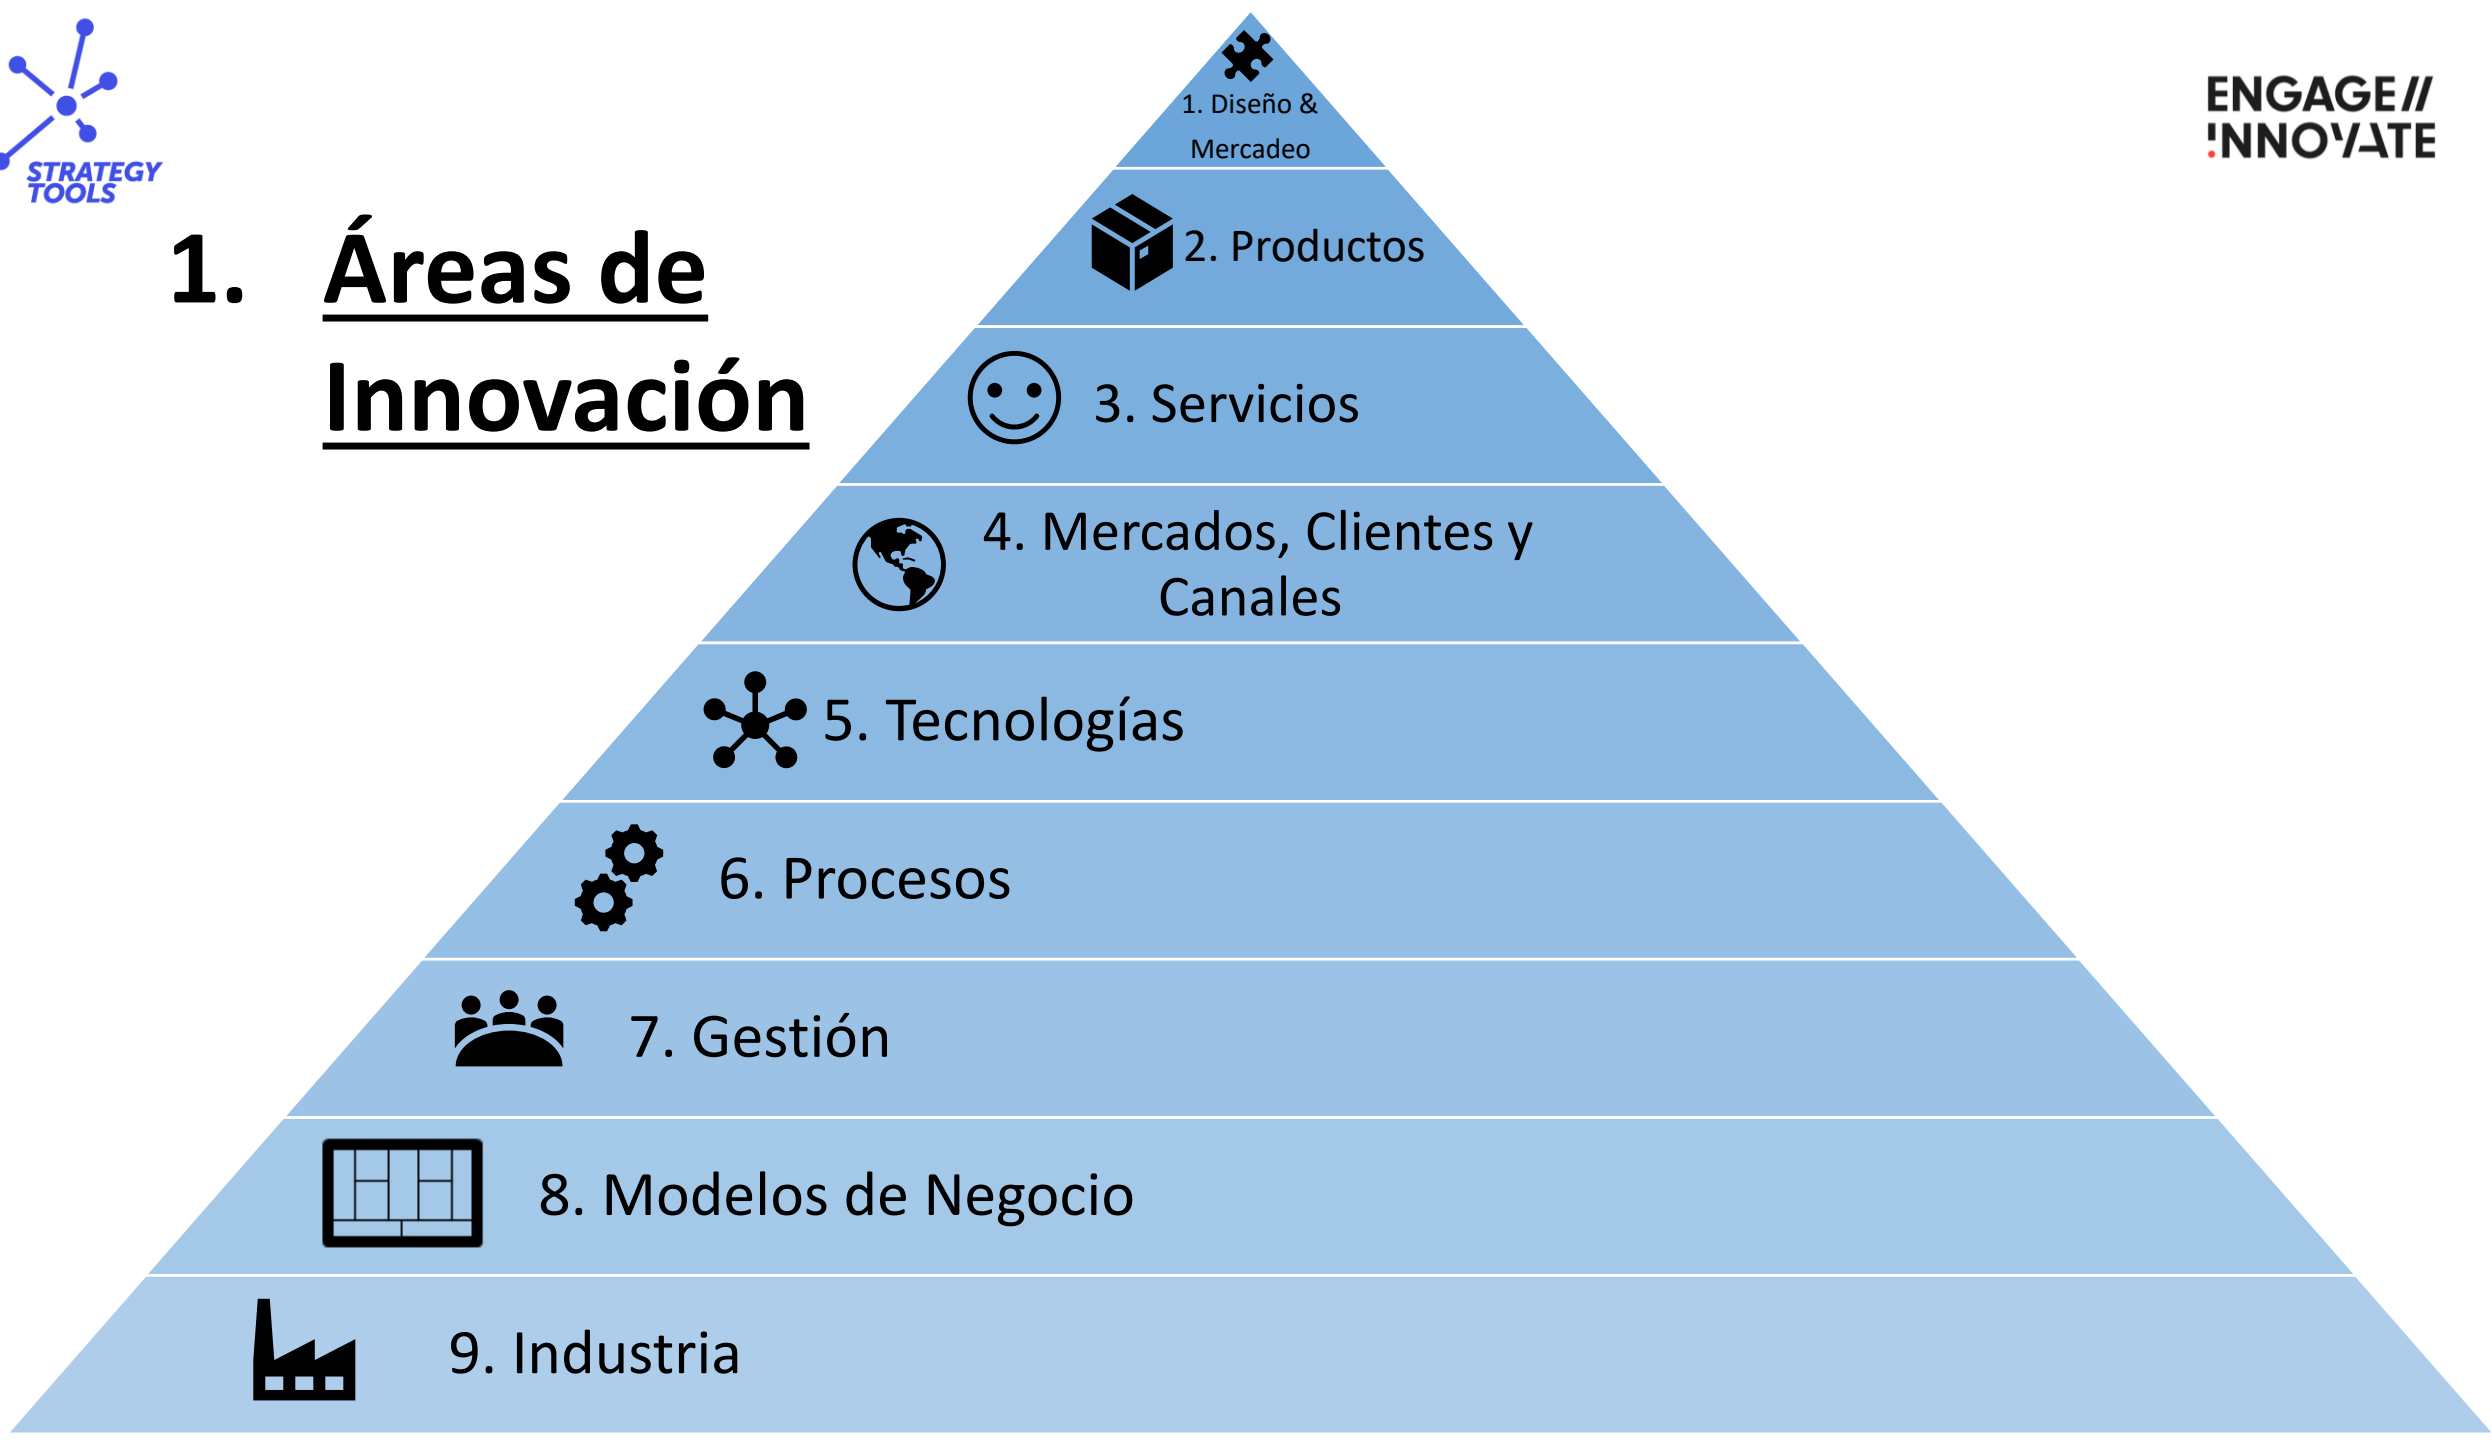 STRATEGY
TOOLS
ENGAGE//
INNOVATE
1. Áreas de
Innovación
1. Diseño &
Mercadeo
2. Productos
3. Servicios
4. Mercados, Clientes y
Canales
5. Tecnologías
6. Procesos
7. Gestión
8. Modelos de Negocio
9. Industria